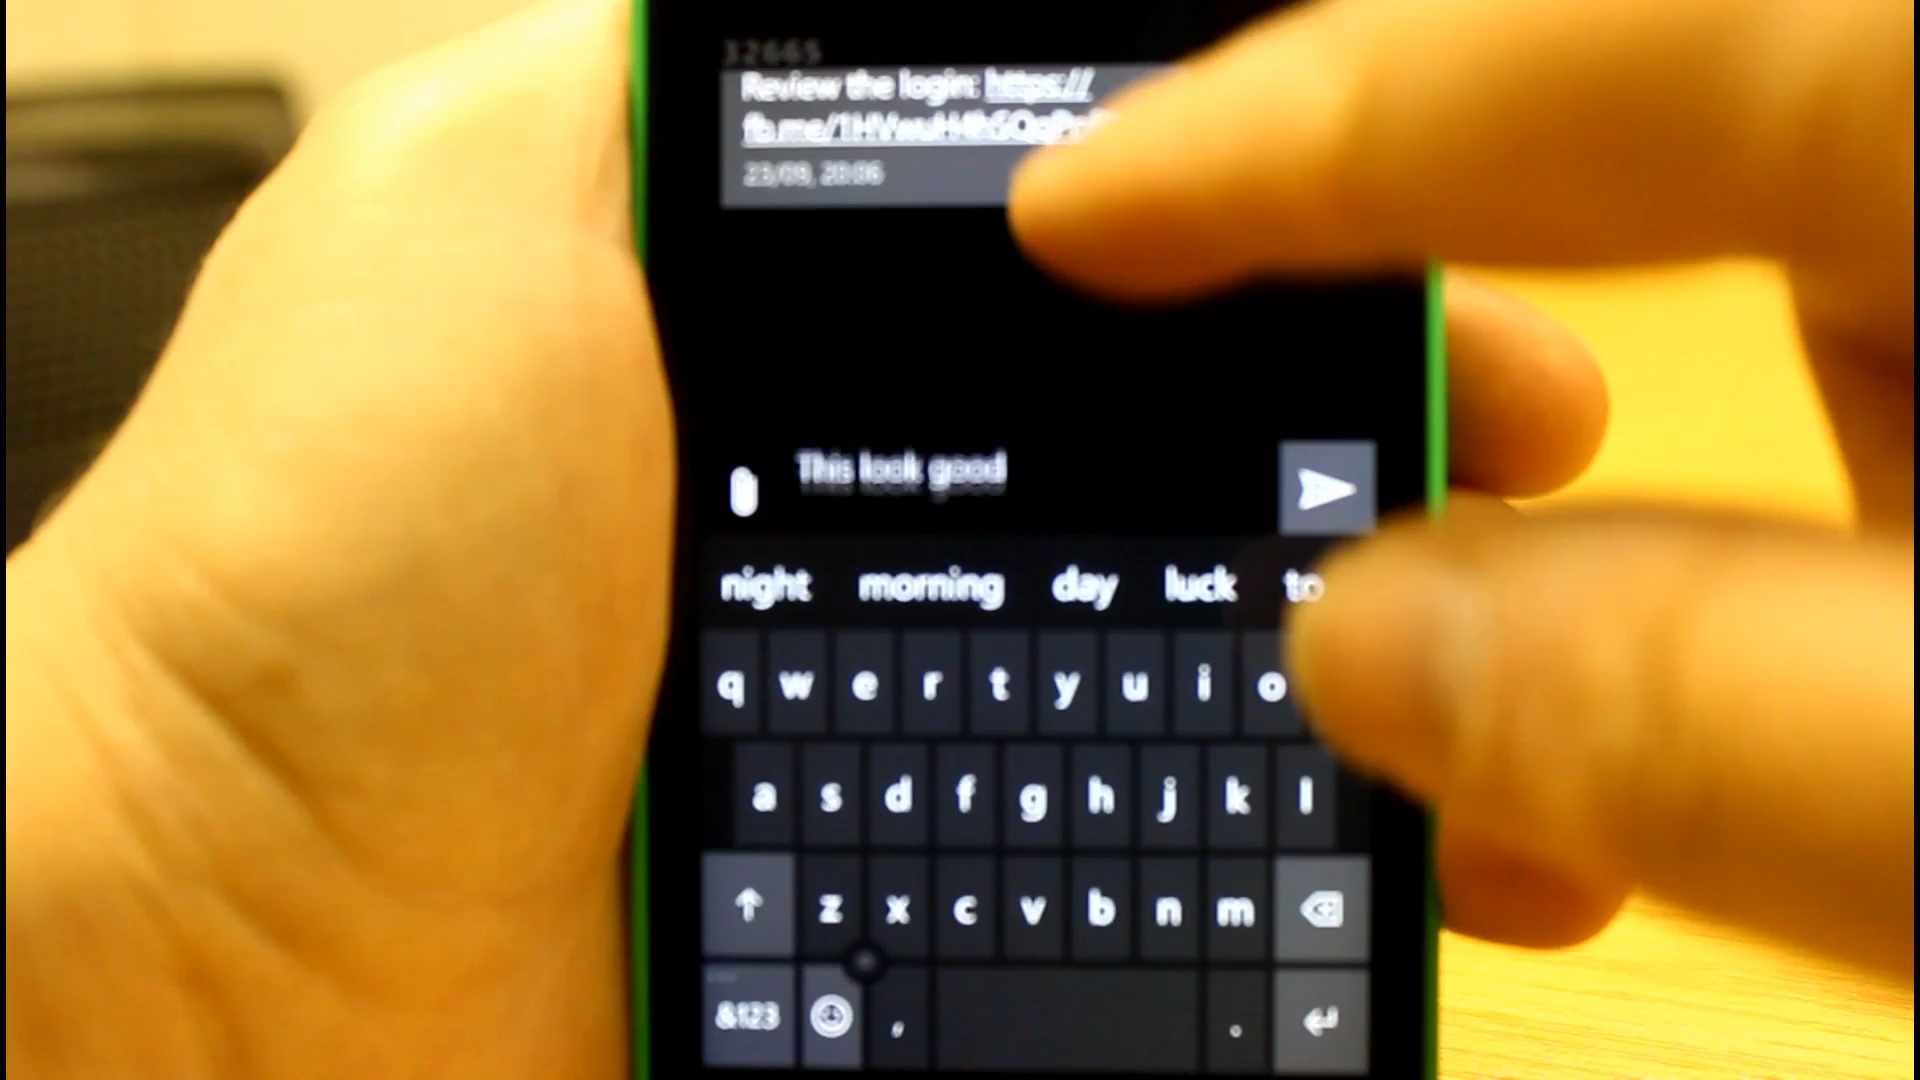 32665
Review the login: https://
23/09, 20:06
This look good
night morning day luck to
q w e r t y u i o
a s d f g h j k l
z x c v b n m
&123 , .